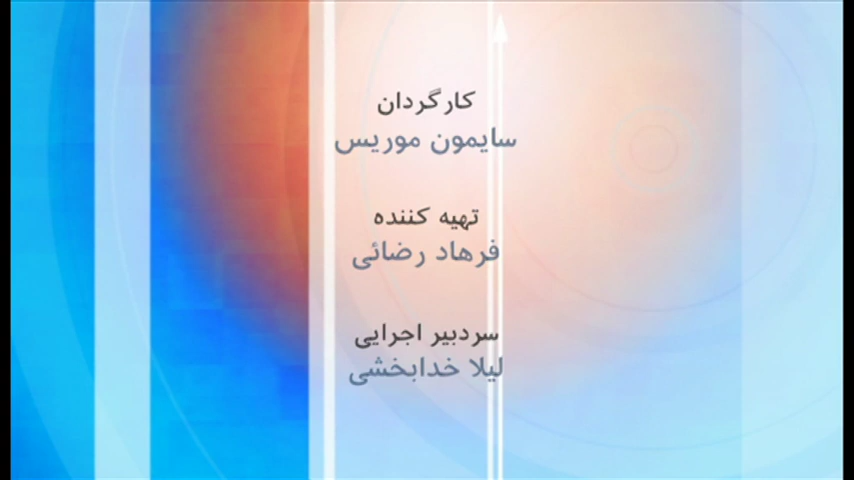 کارگردان
سایمون موریس
تهیه کننده
فرهاد رضائی
سردبیر اجرایی
لیلا خدابخشی